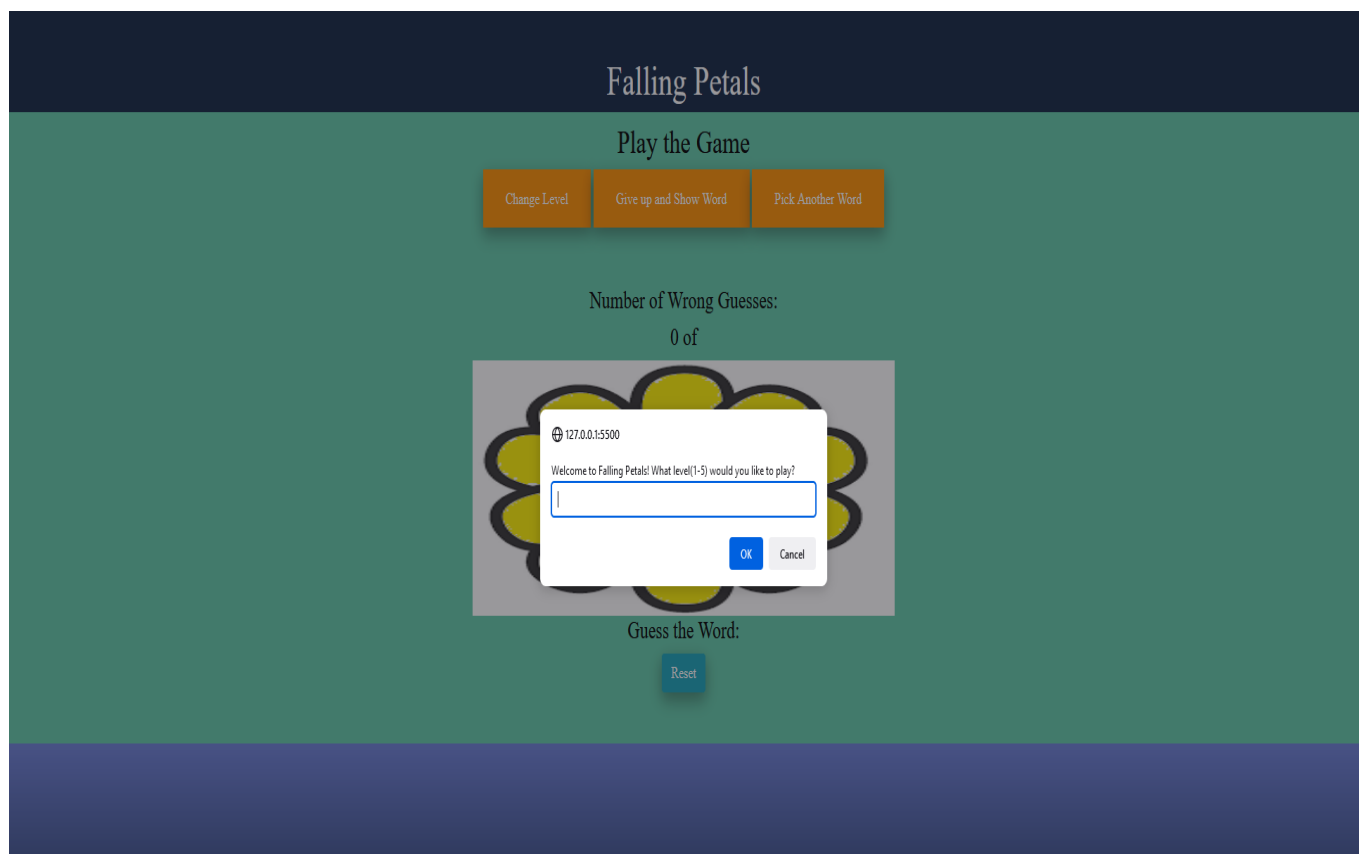 Falling Petals
Play the Game
Change Level Give up and Show Word Pick Another Word
Number of Wrong Guesses:
0 of
127.0.0.1:5500
Welcome to Falling Petals! What level(1-5) would you like to play?
OK Cancel
Guess the Word:
Reset